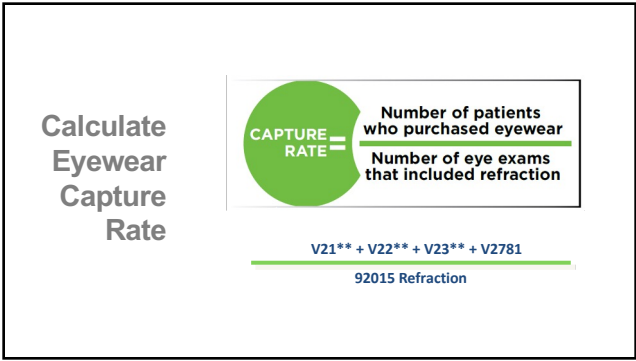 Calculate
Eyewear
Capture
Rate
CAPTURE
RATE
=
Number of patients
who purchased eyewear
Number of eye exams
that included refraction
V21** + V22** + V23** + V2781
92015 Refraction